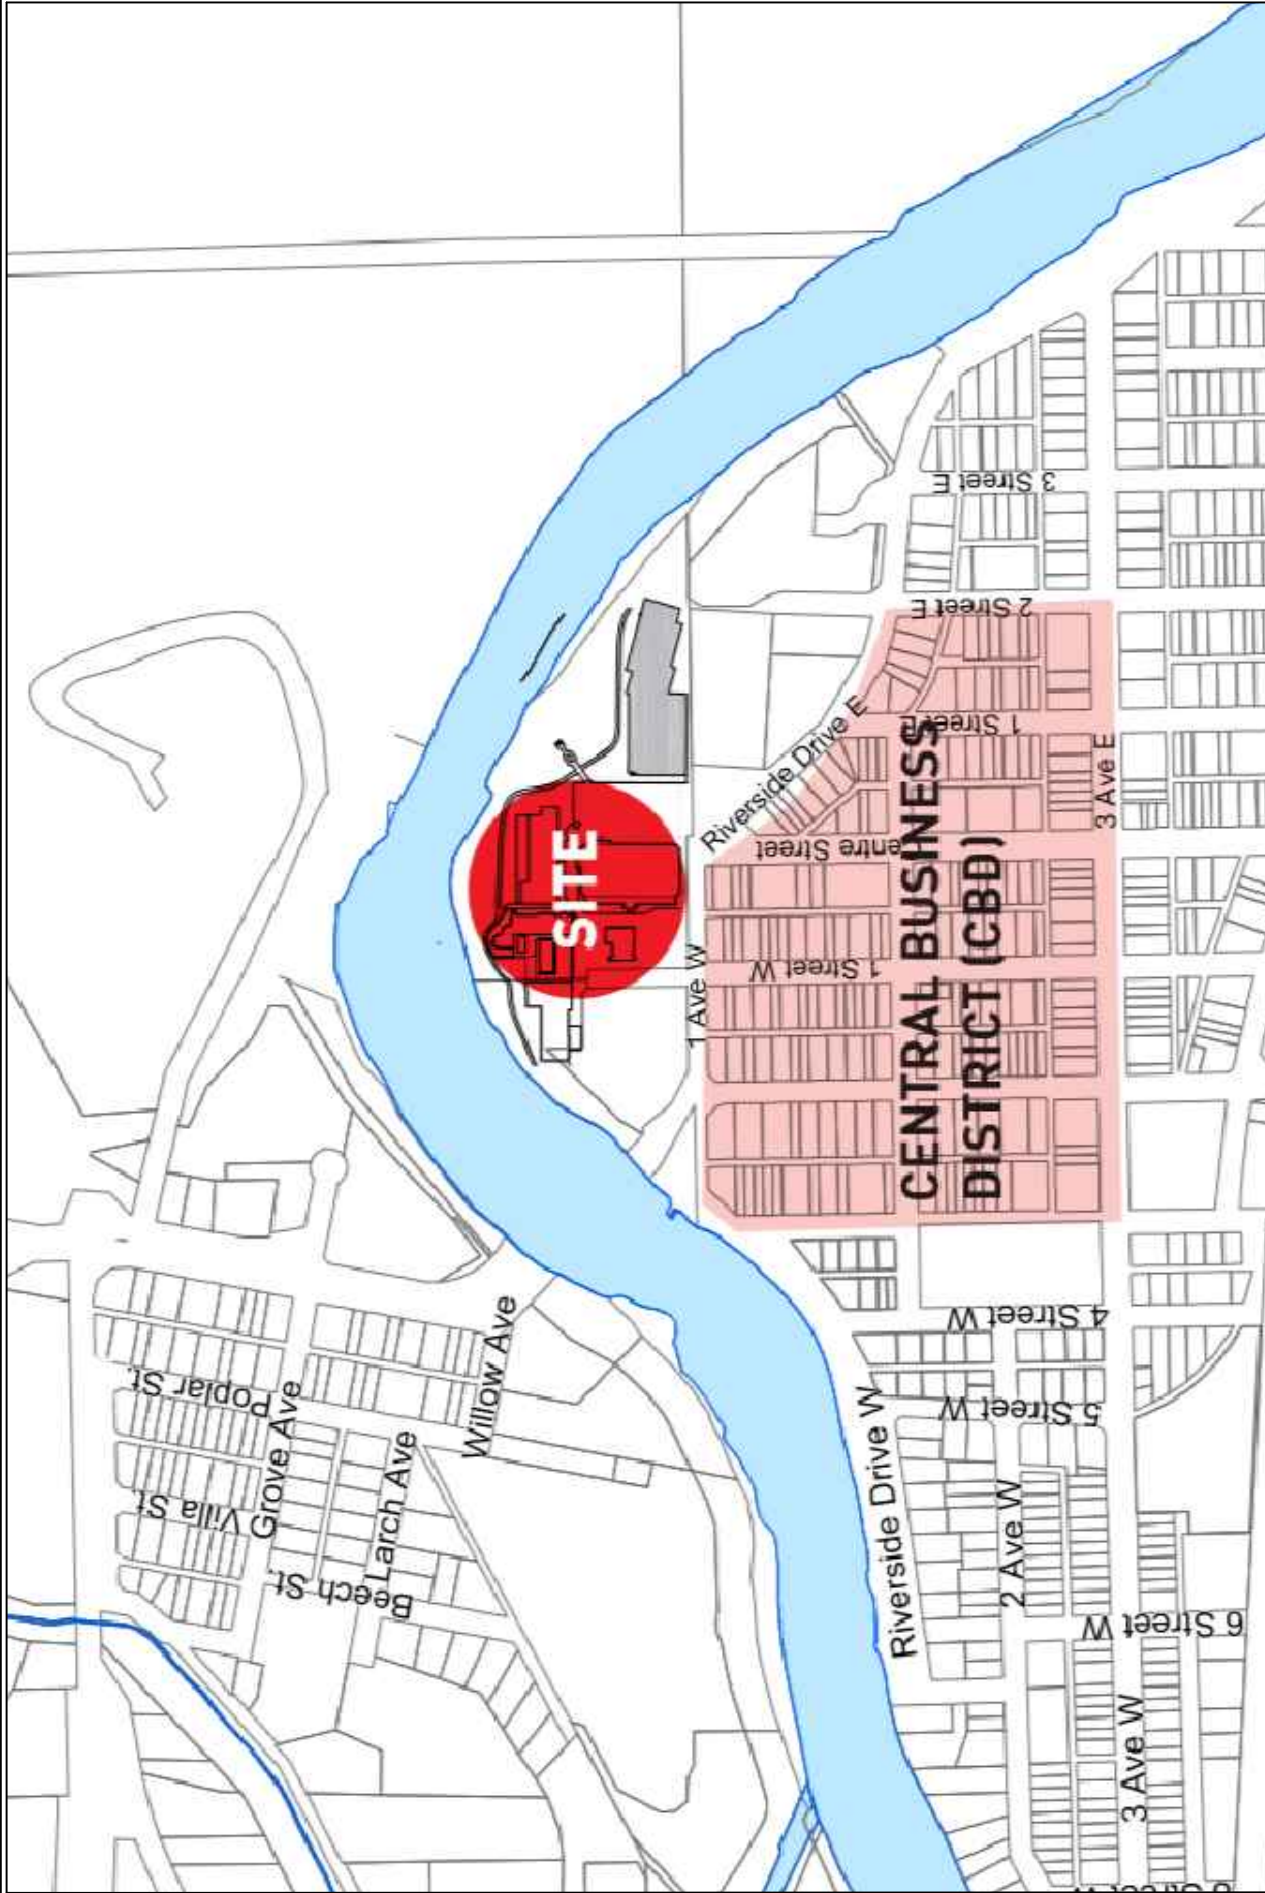 SITE
CENTRAL BUSINESS
DISTRICT (CBD)
Riverside Drive E
3 Street E
2 Street E
1 Street E
entre Street
1 Street W
1 Ave W
3 Ave E
4 Street W
5 Street W
6 Street W
Riverside Drive W
2 Ave W
3 Ave W
Willow Ave
Larch Ave
Grove Ave
Poplar St.
Villa St.
Beech St.